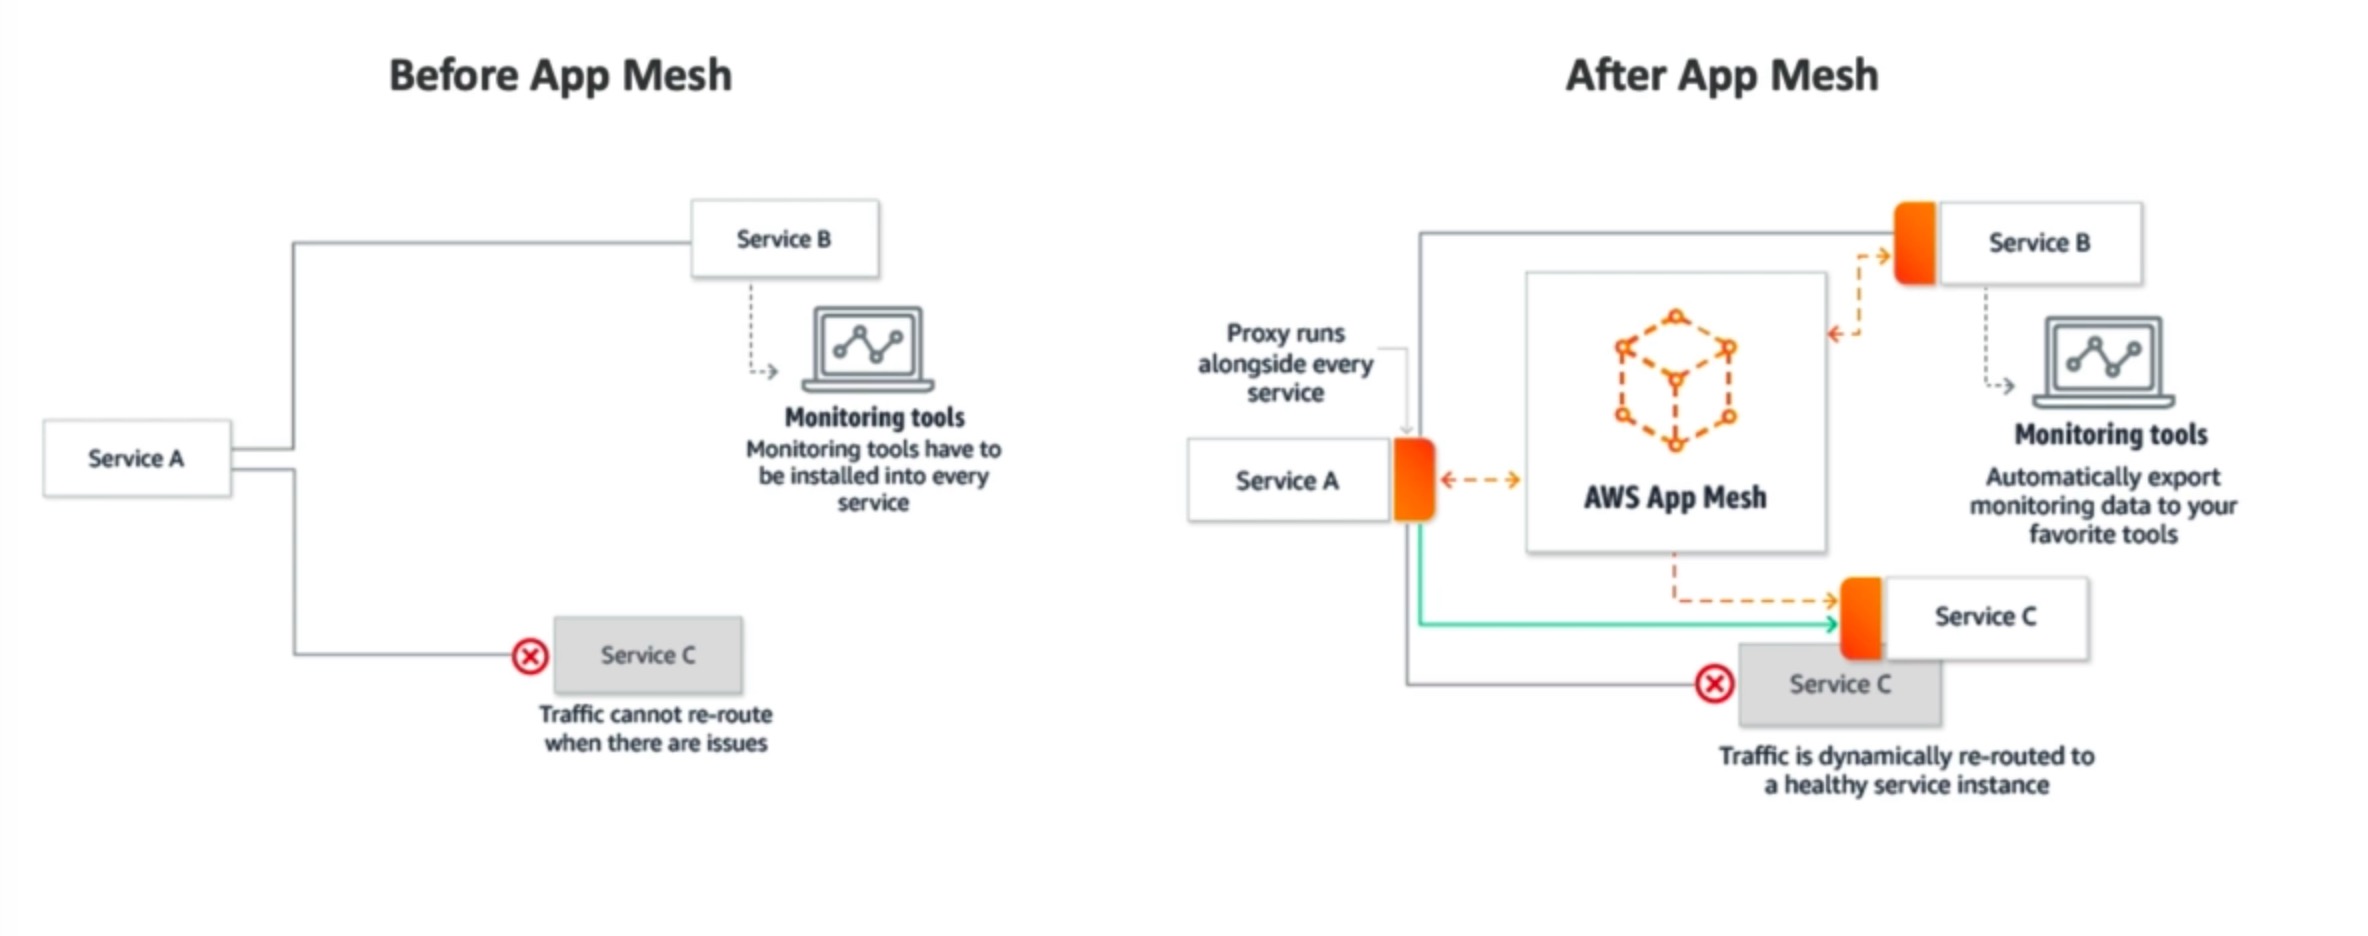 Before App Mesh
Service B
Monitoring tools
Monitoring tools have to
be installed into every
service
Service A
Service C
Traffic cannot re-route
when there are issues
After App Mesh
Service B
Proxy runs
alongside every
service
Monitoring tools
Automatically export
monitoring data to your
favorite tools
Service A
AWS App Mesh
Service C
Service C
Traffic is dynamically re-routed to
a healthy service instance